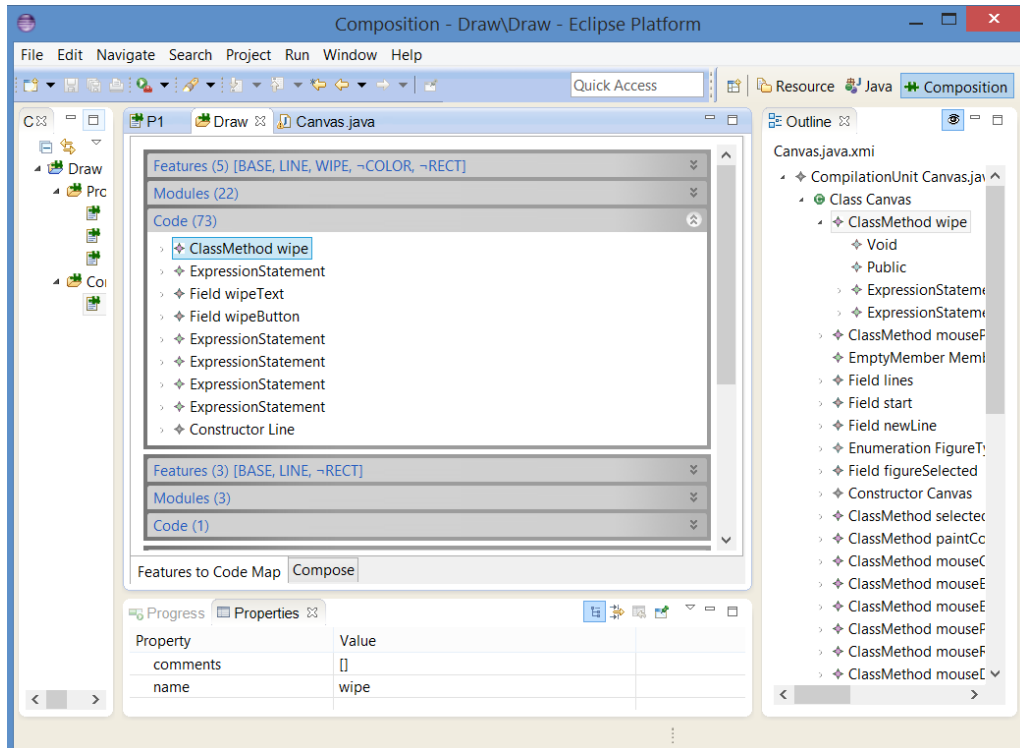 Composition - Draw\Draw - Eclipse Platform
File Edit Navigate Search Project Run Window Help
Quick Access
Resource
Java
Composition
C
P1
Draw
Canvas.java
Outline
Draw
Pro
Co
Features (5) [BASE, LINE, WIPE, ¬COLOR, ¬RECT]
Modules (22)
Code (73)
ClassMethod wipe
ExpressionStatement
Field wipeText
Field wipeButton
ExpressionStatement
ExpressionStatement
ExpressionStatement
ExpressionStatement
Constructor Line
Features (3) [BASE, LINE, ¬RECT]
Modules (3)
Code (1)
Features to Code Map
Compose
Progress
Properties
Property Value
comments []
name wipe
Canvas.java.xmi
CompilationUnit Canvas.jav
Class Canvas
ClassMethod wipe
Void
Public
ExpressionStateme
ExpressionStateme
ClassMethod mouseP
EmptyMember Memb
Field lines
Field start
Field newLine
Enumeration FigureTy
Field figureSelected
Constructor Canvas
ClassMethod selected
ClassMethod paintCo
ClassMethod mouseC
ClassMethod mouseE
ClassMethod mouseE
ClassMethod mouseP
ClassMethod mouseR
ClassMethod mouseD